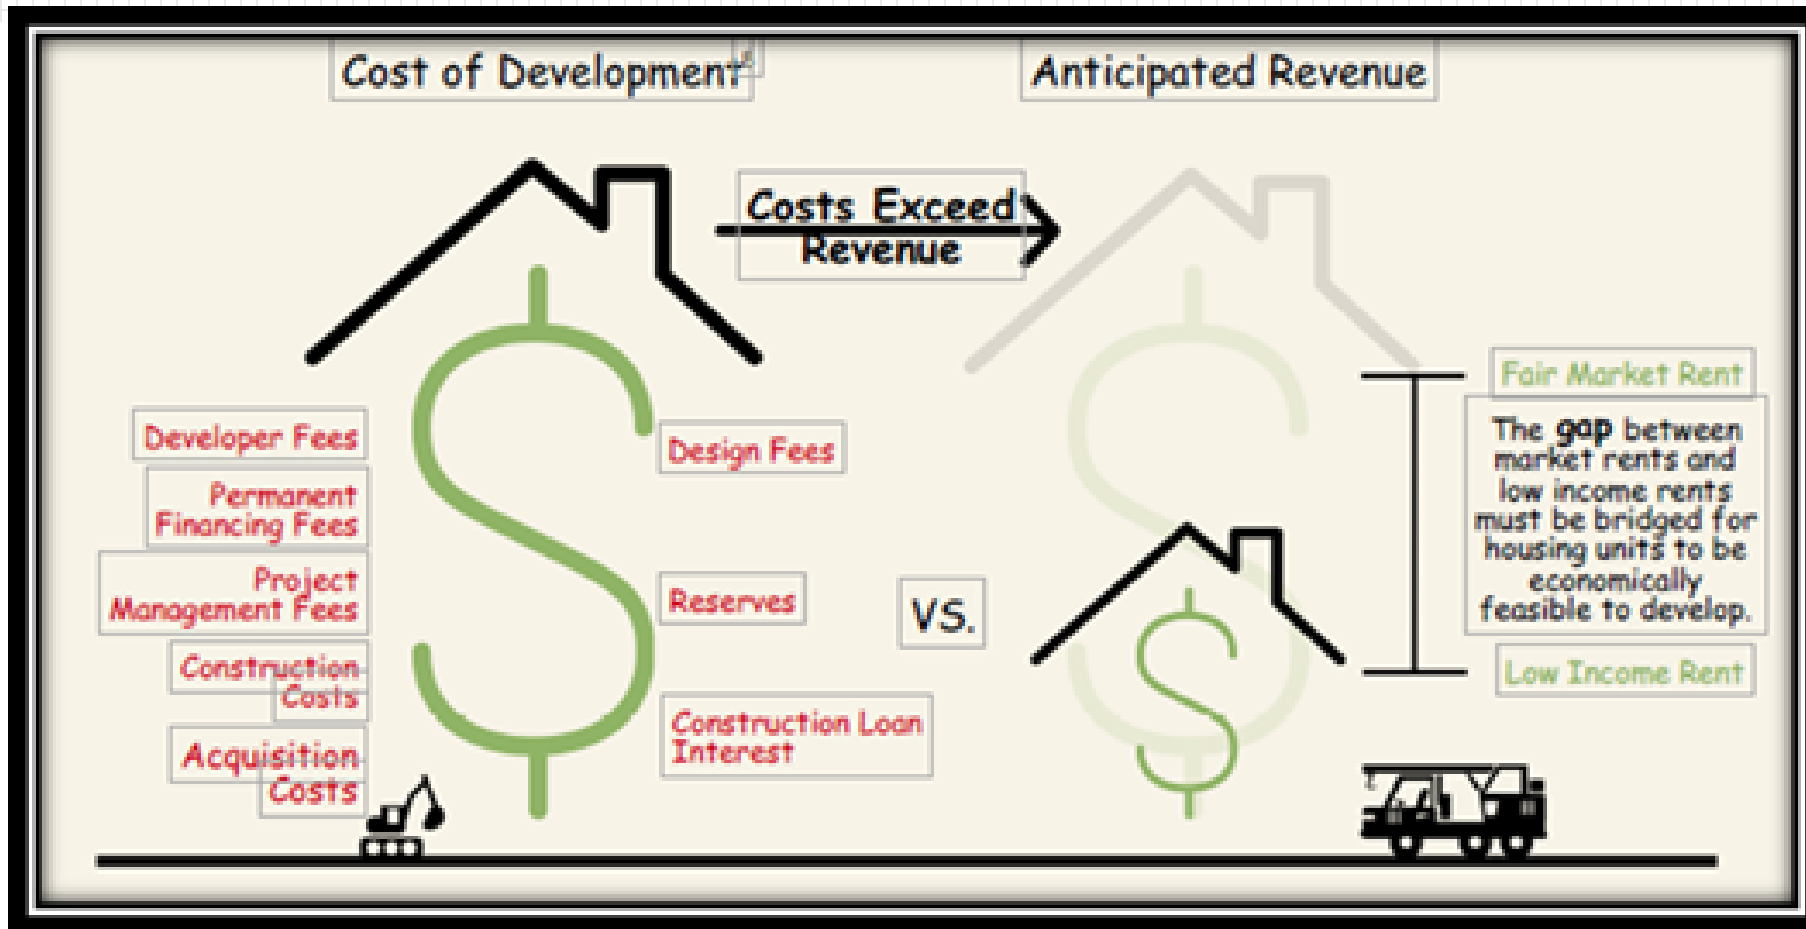 Cost of Development
Anticipated Revenue
Costs Exceed
Revenue
Developer Fees
Permanent
Financing Fees
Project
Management Fees
Construction
Costs
Acquisition
Costs
Design Fees
Reserves
Construction Loan
Interest
VS.
Fair Market Rent
The gap between
market rents and
low income rents
must be bridged for
housing units to be
economically
feasible to develop.
Low Income Rent